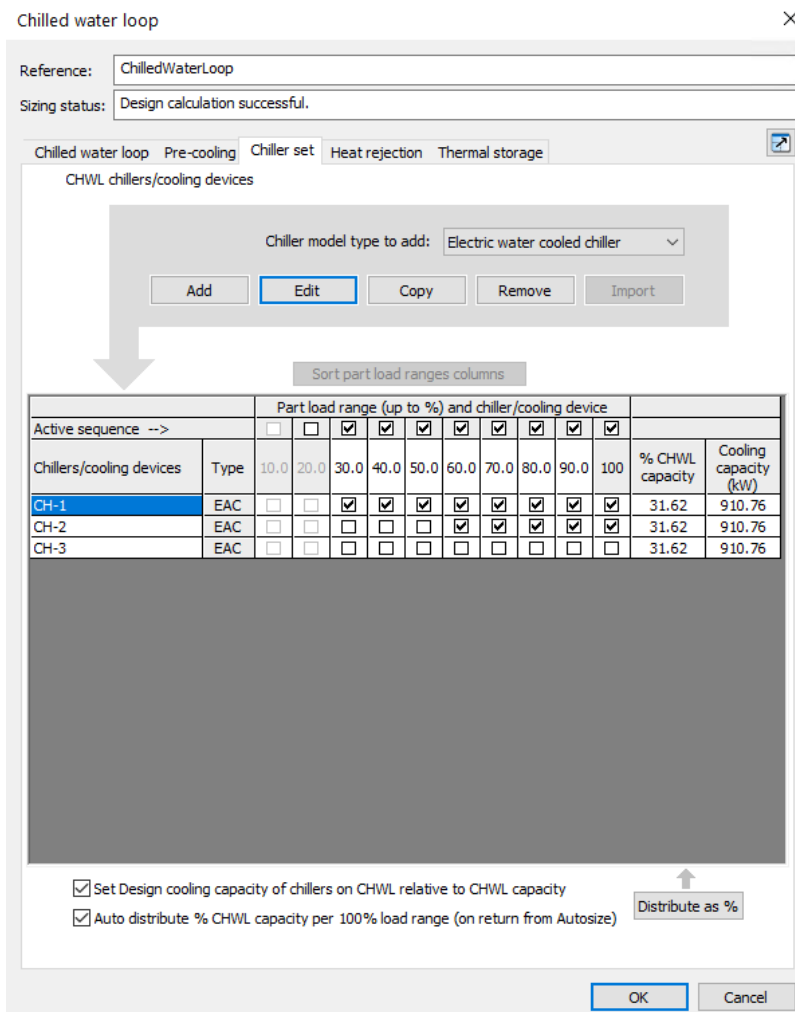 Chilled water loop
Reference: ChilledWaterLoop
Sizing status: Design calculation successful.
Chilled water loop Pre-cooling Chiller set Heat rejection Thermal storage
CHWL chillers/cooling devices
Chiller model type to add: Electric water cooled chiller
Add Edit Copy Remove Import
Sort part load ranges columns
Part load range (up to %) and chiller/cooling device
Active sequence -->
Chillers/cooling devices Type 10.0 20.0 30.0 40.0 50.0 60.0 70.0 80.0 90.0 100 % CHWL capacity Cooling capacity (kW)
CH-1 EAC 31.62 910.76
CH-2 EAC 31.62 910.76
CH-3 EAC 31.62 910.76
Set Design cooling capacity of chillers on CHWL relative to CHWL capacity
Auto distribute % CHWL capacity per 100% load range (on return from Autosize)
Distribute as %
OK Cancel